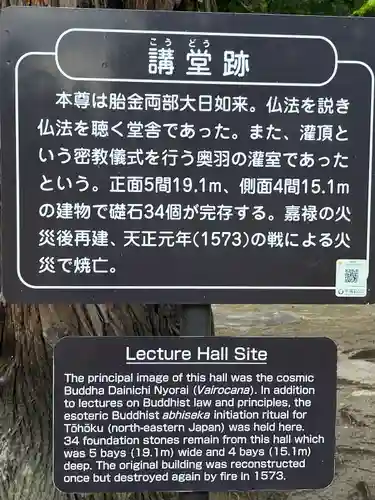 こう どう
講堂跡
本尊は胎金両部大日如来。仏法を説き
仏法を聴く堂舎であった。また、灌頂と
いう密教儀式を行う奥羽の灌室であった
という。正面5間19.1m、側面4間15.1m
の建物で礎石34個が完存する。嘉禄の火
災後再建、天正元年(1573)の戦による火
災で焼亡。
Lecture Hall Site
The principal image of this hall was the cosmic
Buddha Dainichi Nyorai (Vairocana). In addition
to lectures on Buddhist law and principles, the
esoteric Buddhist abhiseka initiation ritual for
Tōhōku (north-eastern Japan) was held here.
34 foundation stones remain from this hall which
was 5 bays (19.1m) wide and 4 bays (15.1m)
deep. The original building was reconstructed
once but destroyed again by fire in 1573.